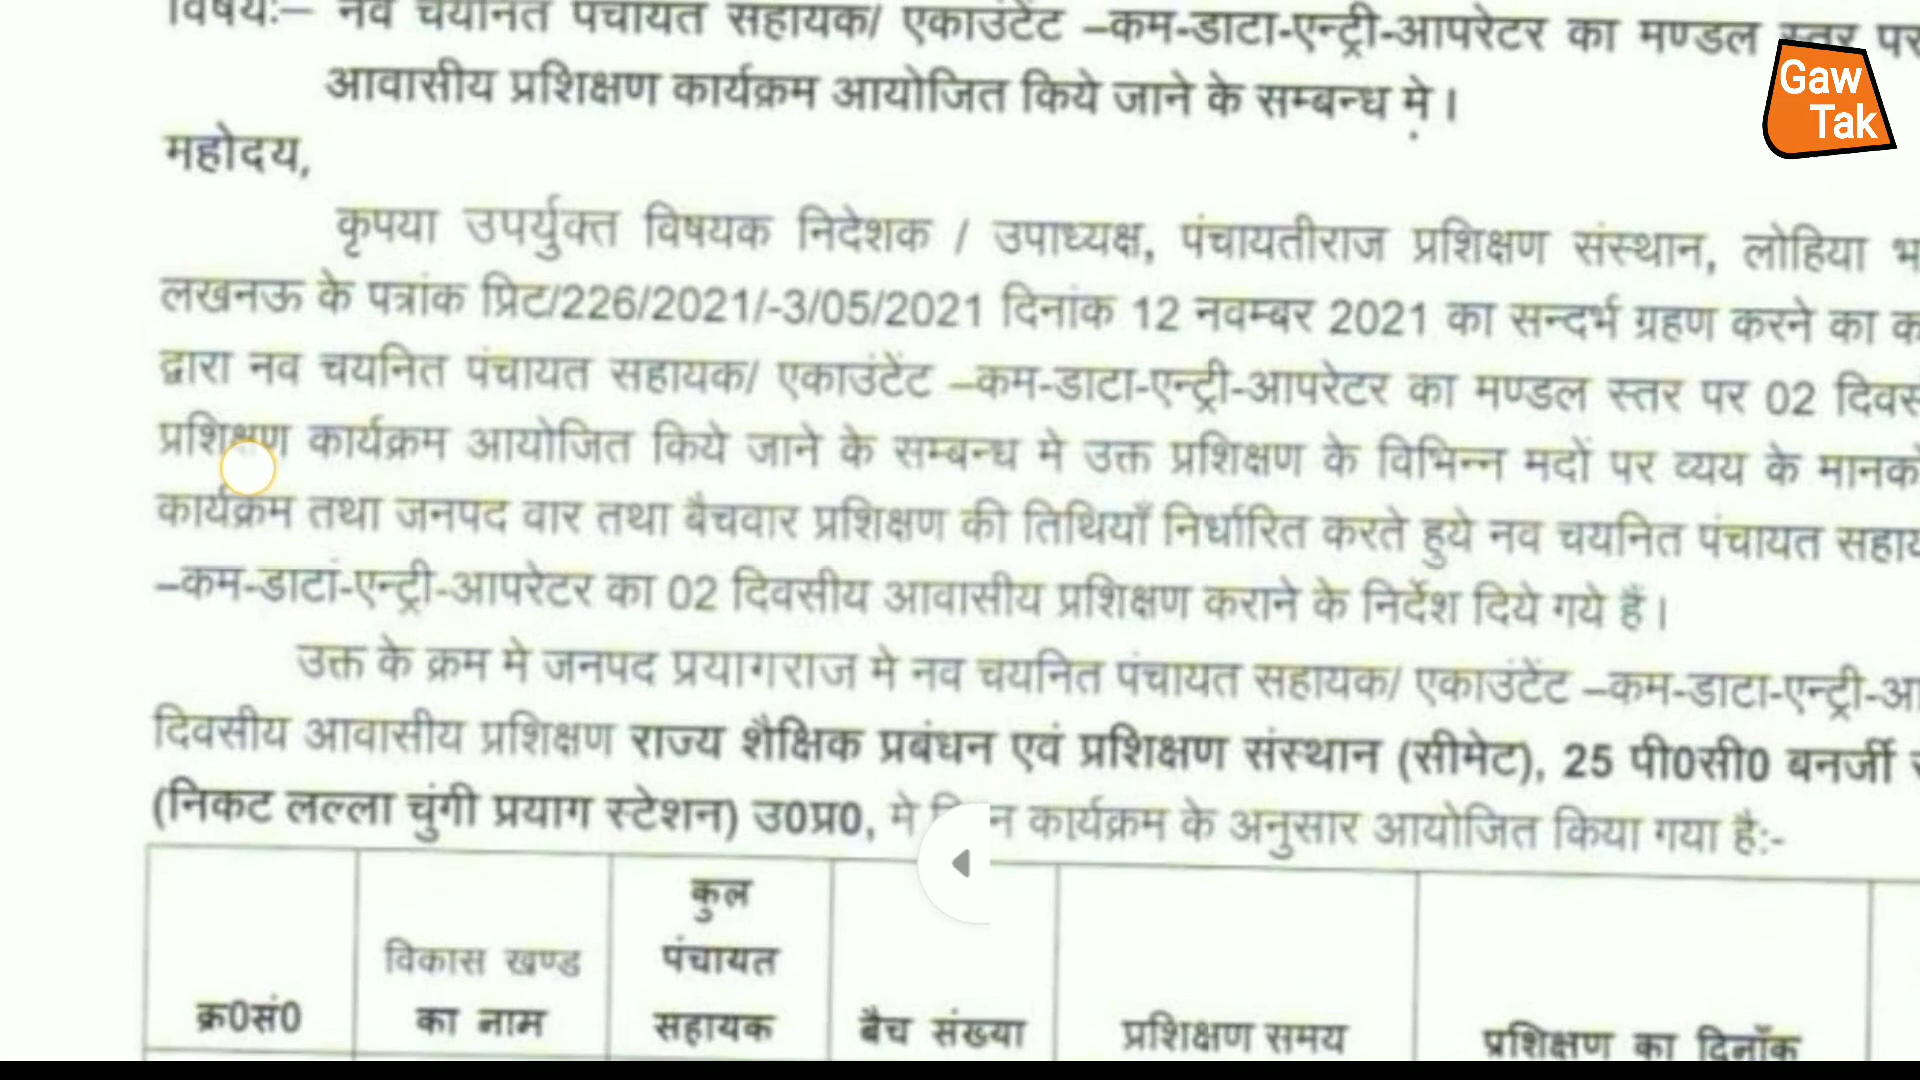 विषयः– नव चयनित पंचायत सहायक/ एकाउंटेंट –कम-डाटा-एन्ट्री-आपरेटर का मण्डल स्तर पर
आवासीय प्रशिक्षण कार्यक्रम आयोजित किये जाने के सम्बन्ध मे।
महोदय,
कृपया उपर्युक्त विषयक निदेशक / उपाध्यक्ष, पंचायतीराज प्रशिक्षण संस्थान, लोहिया भ
लखनऊ के पत्रांक प्रिट/226/2021/-3/05/2021 दिनांक 12 नवम्बर 2021 का सन्दर्भ ग्रहण करने का क
द्वारा नव चयनित पंचायत सहायक/ एकाउंटेंट –कम-डाटा-एन्ट्री-आपरेटर का मण्डल स्तर पर 02 दिवस
प्रशिक्षण कार्यक्रम आयोजित किये जाने के सम्बन्ध मे उक्त प्रशिक्षण के विभिन्न मदों पर व्यय के मानक
कार्यक्रम तथा जनपद वार तथा बैचवार प्रशिक्षण की तिथियाँ निर्धारित करते हुये नव चयनित पंचायत सहाय
–कम-डाटा-एन्ट्री-आपरेटर का 02 दिवसीय आवासीय प्रशिक्षण कराने के निर्देश दिये गये हैं।
उक्त के क्रम मे जनपद प्रयागराज मे नव चयनित पंचायत सहायक/ एकाउंटेंट –कम-डाटा-एन्ट्री-आ
दिवसीय आवासीय प्रशिक्षण राज्य शैक्षिक प्रबंधन एवं प्रशिक्षण संस्थान (सीमेट), 25 पी0सी0 बनर्जी
(निकट लल्ला चुंगी प्रयाग स्टेशन) उ0प्र0, मे कार्यक्रम के अनुसार आयोजित किया गया है:-
क्र0सं0
विकास खण्ड
का नाम
कुल
पंचायत
सहायक
बैच संख्या
प्रशिक्षण समय
प्रशिक्षण का दिनॉक
Gaw
Tak